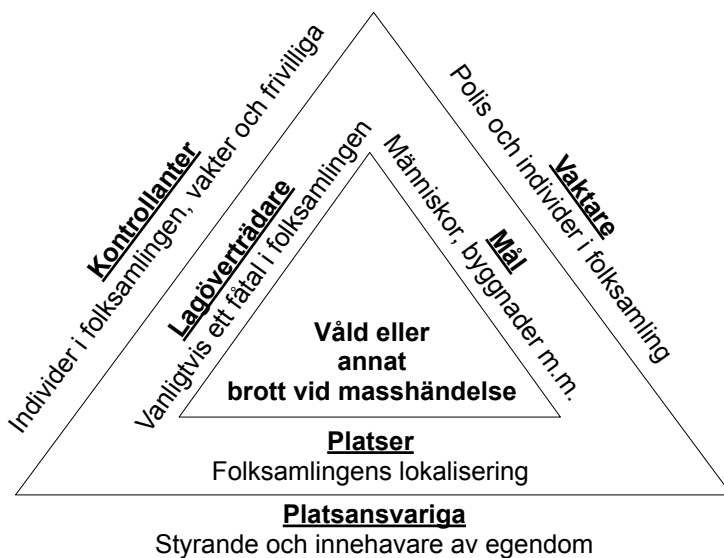 Kontrollanter
Individer i folksamlingen, vakter och frivilliga
Lagöverträdare
Vanligtvis ett fåtal i folksamlingen
Polis och individer i folksamling
Vaktare
Människor, byggnader m.m.
Mål
Våld eller
annat
brott vid masshändelse
Platser
Folksamlingens lokalisering
Platsansvariga
Styrande och innehavare av egendom